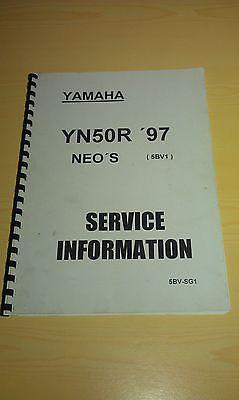 YAMAHA
YN50R ´97
NEO´S (5BV1)
SERVICE
INFORMATION
5BV-SG1